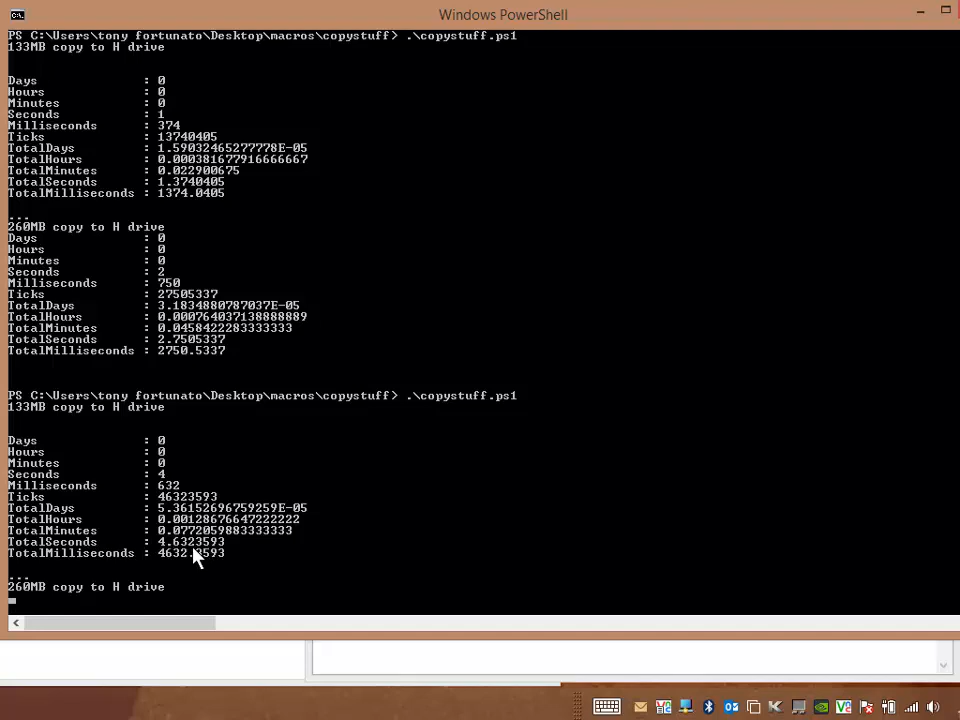 Windows PowerShell
PS C:\Users\tony fortunato\Desktop\macros\copystuff> .\copystuff.ps1
133MB copy to H drive
Days : 0
Hours : 0
Minutes : 0
Seconds : 1
Milliseconds : 374
Ticks : 13740405
TotalDays : 1.59032465277778E-05
TotalHours : 0.000381677916666667
TotalMinutes : 0.022900675
TotalSeconds : 1.3740405
TotalMilliseconds : 1374.0405
...
260MB copy to H drive
Days : 0
Hours : 0
Minutes : 0
Seconds : 2
Milliseconds : 750
Ticks : 27505337
TotalDays : 3.1834880787037E-05
TotalHours : 0.000764037138888889
TotalMinutes : 0.0458422283333333
TotalSeconds : 2.7505337
TotalMilliseconds : 2750.5337
PS C:\Users\tony fortunato\Desktop\macros\copystuff> .\copystuff.ps1
133MB copy to H drive
Days : 0
Hours : 0
Minutes : 0
Seconds : 4
Milliseconds : 632
Ticks : 46323593
TotalDays : 5.36152696759259E-05
TotalHours : 0.00128676647222222
TotalMinutes : 0.0772059883333333
TotalSeconds : 4.6323593
TotalMilliseconds : 4632.3593
...
260MB copy to H drive